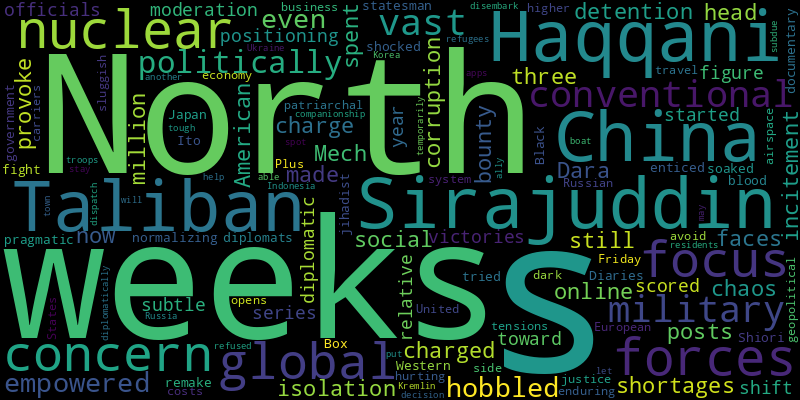 officials moderation business statesman disembark higher
nuclear even vast detention head
positioning spent Haqqani documentary
politically shocked Korea three travel figure
North
provoke sluggish economy another apps conventional
government carriers million American Japan patriarchal companionship corruption
tough Ito charge year temporarily bounty started
Ukraine refugees China airspace subdue
fight troops stay Plus spot Mech Black boat
help able Indonesia made jihadist ally system Dara enticed soaked
Russian blood incitement
Taliban Sirajuddin
town dispatch will diplomatic may
pragmatic now normalizing diplomats social victories still avoid faces
residents
weeks S focus
tried dark Friday Diaries chaos
diplomatically relative online scored geopolitical
States subtle opens series United military
Russia tensions toward European posts Shiori
refused Box
concern global put charged Western side justice let forces
hurting
empowered remake costs isolation Kremlin decision hobbled enduring shortages shift